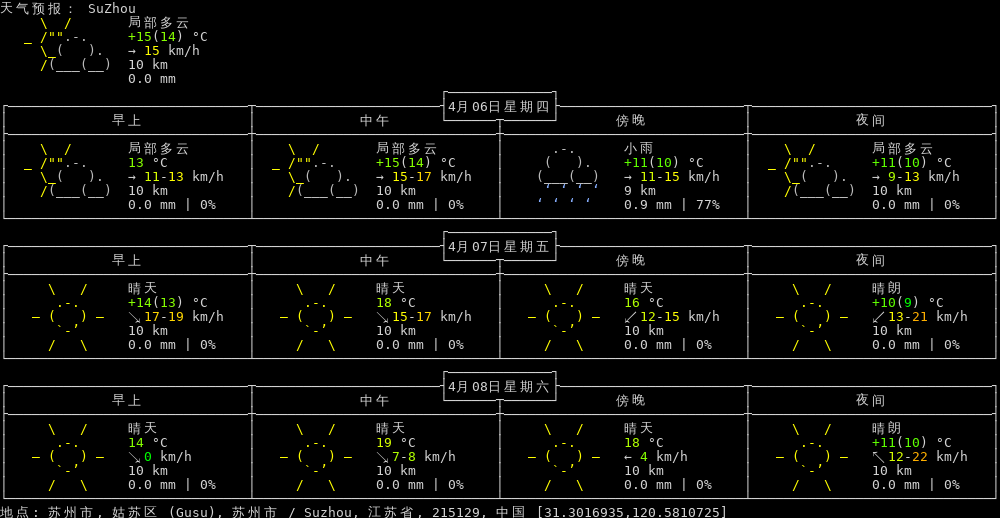 天气预报: SuZhou
局部多云
+15(14) °C
→ 15 km/h
10 km
0.0 mm
4月06日星期四
早上 中午 傍晚 夜间
局部多云 局部多云 小雨 局部多云
13 °C +15(14) °C +11(10) °C +11(10) °C
→ 11-13 km/h → 15-17 km/h → 11-15 km/h → 9-13 km/h
10 km 10 km 9 km 10 km
0.0 mm | 0% 0.0 mm | 0% 0.9 mm | 77% 0.0 mm | 0%
4月07日星期五
早上 中午 傍晚 夜间
晴天 晴天 晴天 晴朗
+14(13) °C 18 °C 16 °C +10(9) °C
↘ 17-19 km/h ↘ 15-17 km/h ↙ 12-15 km/h ↙ 13-21 km/h
10 km 10 km 10 km 10 km
0.0 mm | 0% 0.0 mm | 0% 0.0 mm | 0% 0.0 mm | 0%
4月08日星期六
早上 中午 傍晚 夜间
晴天 晴天 晴天 晴朗
14 °C 19 °C 18 °C +11(10) °C
↘ 0 km/h ↘ 7-8 km/h ← 4 km/h ↖ 12-22 km/h
10 km 10 km 10 km 10 km
0.0 mm | 0% 0.0 mm | 0% 0.0 mm | 0% 0.0 mm | 0%
地点: 苏州市, 姑苏区 (Gusu), 苏州市 / Suzhou, 江苏省, 215129, 中国 [31.3016935,120.5810725]